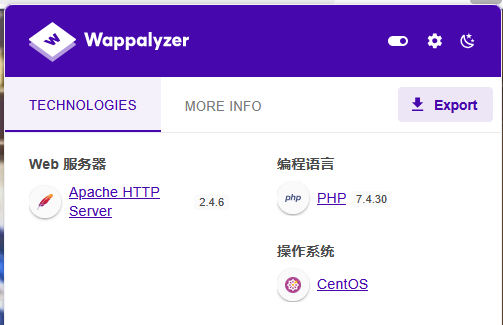 Wappalyzer
TECHNOLOGIES
MORE INFO
Export
Web 服务器
Apache HTTP
Server
2.4.6
编程语言
php
PHP
7.4.30
操作系统
CentOS